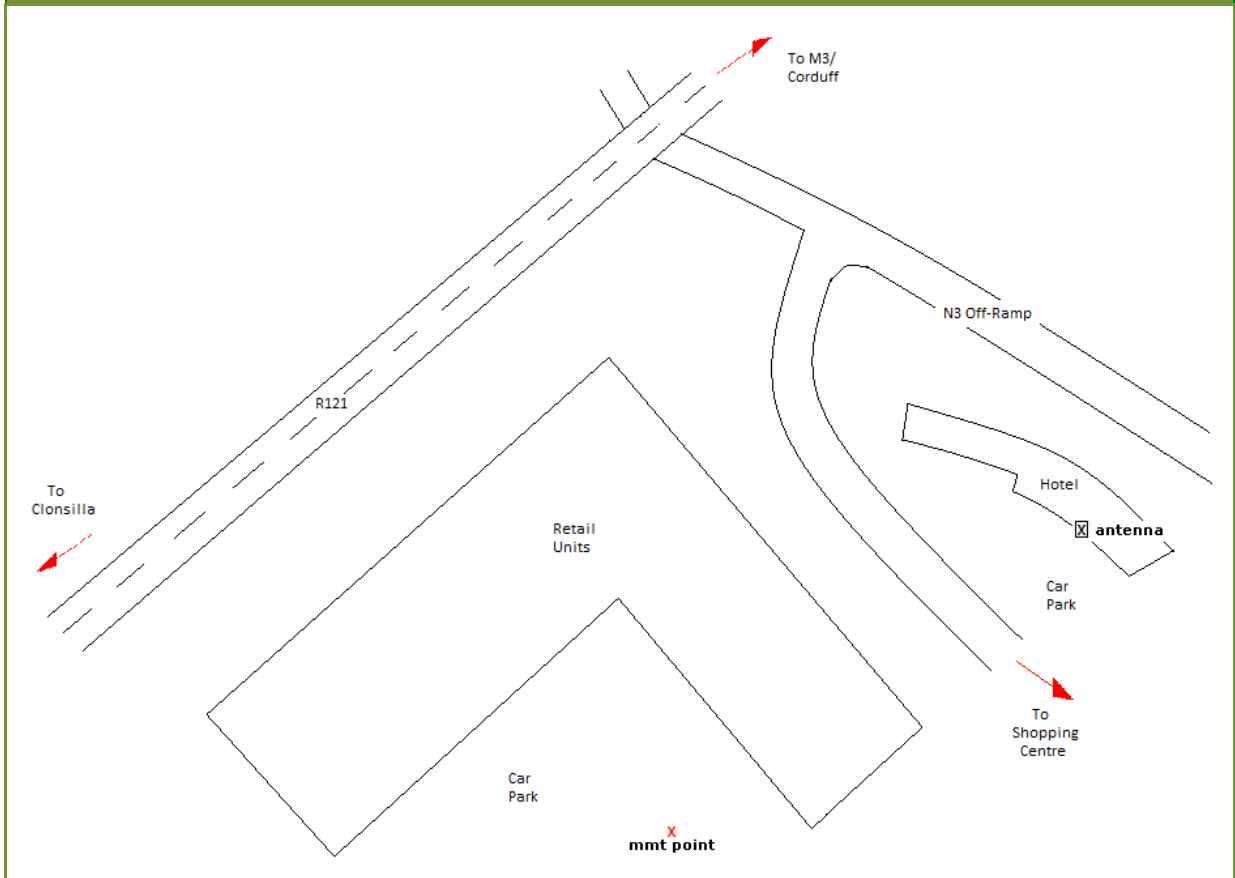 To M3/
Corduff
N3 Off-Ramp
R121
To
Clonsilla
Hotel
X antenna
Retail
Units
Car
Park
To
Shopping
Centre
Car
Park
X
mmt point